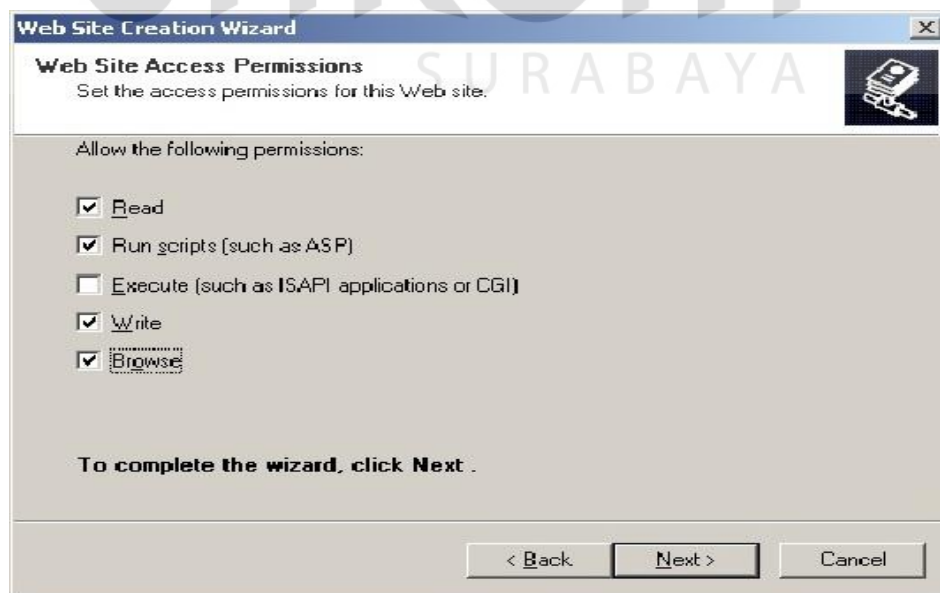 Web Site Creation Wizard
Web Site Access Permissions
SURABAYA
Set the access permissions for this Web site.
Allow the following permissions:
Read
Run scripts (such as ASP)
Execute (such as ISAPI applications or CGI)
Write
Browse
To complete the wizard, click Next .
< Back
Next >
Cancel